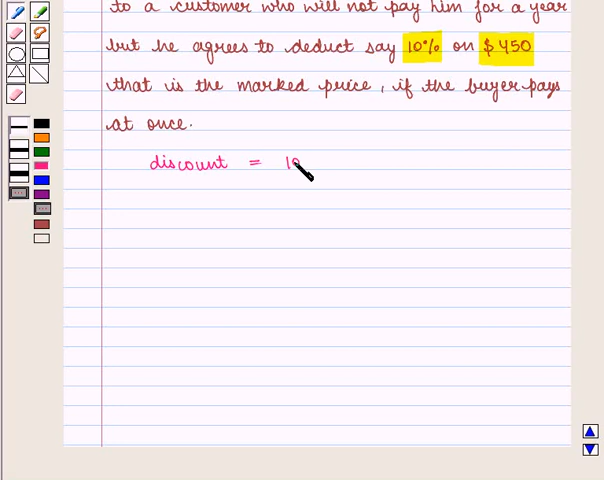 to a customer who will not pay him for a year
but he agrees to deduct say 10% on $450
that is the marked price, if the buyer pays
at once.
discount = 10